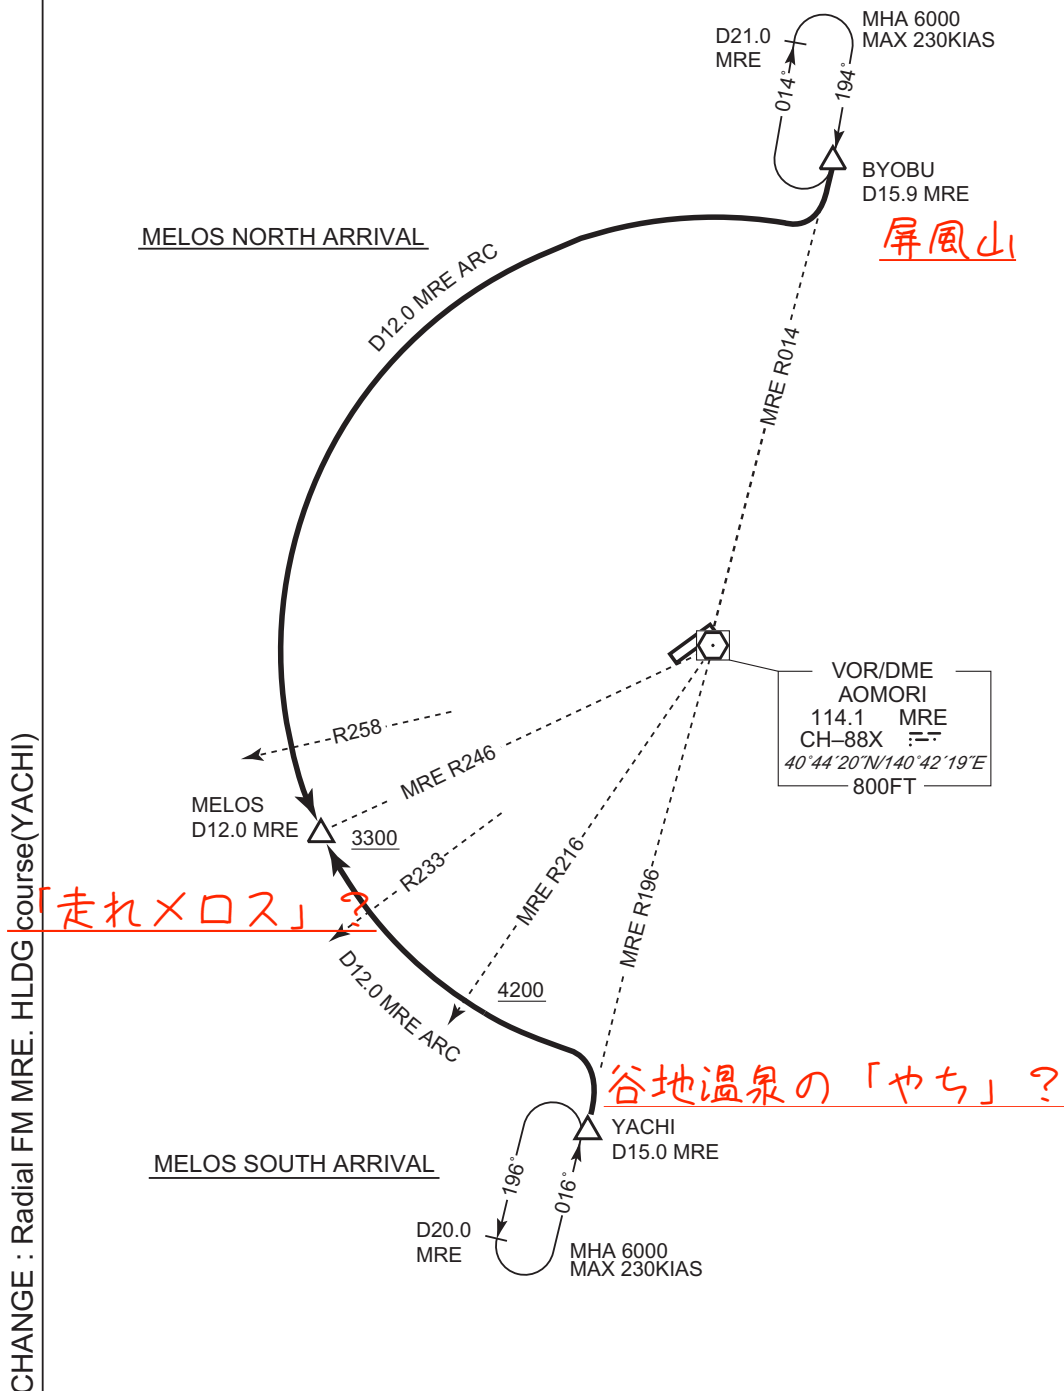 MHA 6000
MAX 230KIAS
D21.0
MRE
014°
194°
BYOBU
D15.9 MRE
屏風山
MELOS NORTH ARRIVAL
D12.0 MRE ARC
MRE R014
VOR/DME
AOMORI
114.1 MRE
CH–88X
40°44′20″N/140°42′19″E
800FT
R258
MRE R246
MELOS
D12.0 MRE
3300
R233
MRE R216
MRE R196
「走れメロス」?
D12.0 MRE ARC
4200
谷地温泉の「やち」?
YACHI
D15.0 MRE
MELOS SOUTH ARRIVAL
196°
016°
D20.0
MRE
MHA 6000
MAX 230KIAS
CHANGE : Radial FM MRE. HLDG course(YACHI)